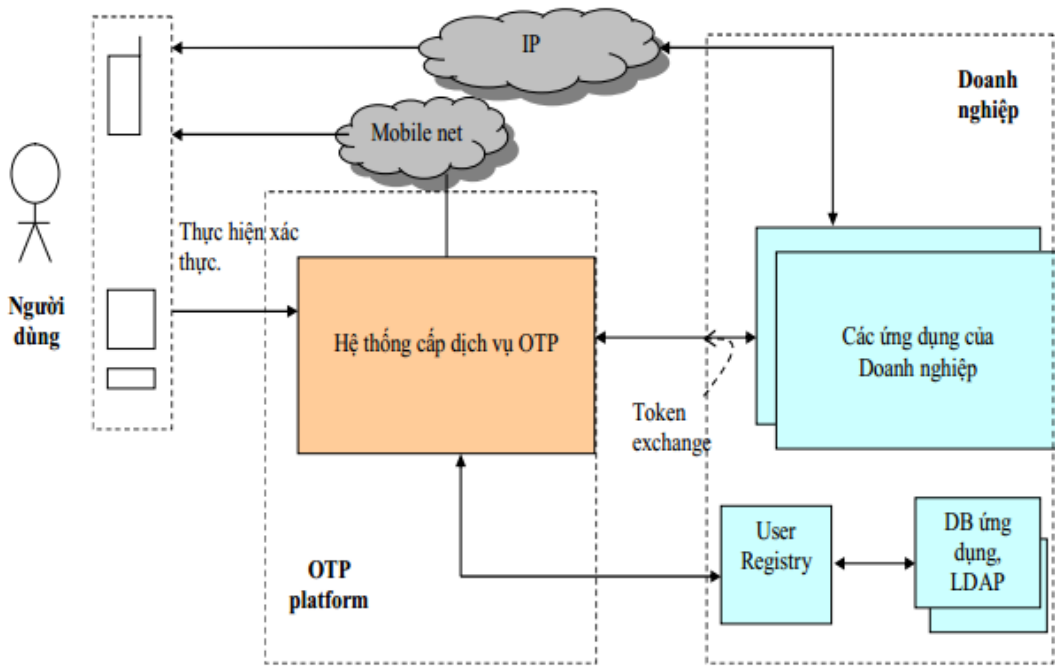 IP
Doanh
nghiệp
Mobile net
Thực hiện xác
thực.
Người
dùng
Hệ thống cấp dịch vụ OTP
Các ứng dụng của
Doanh nghiệp
Token
exchange
User
Registry
DB ứng
dụng,
LDAP
OTP
platform